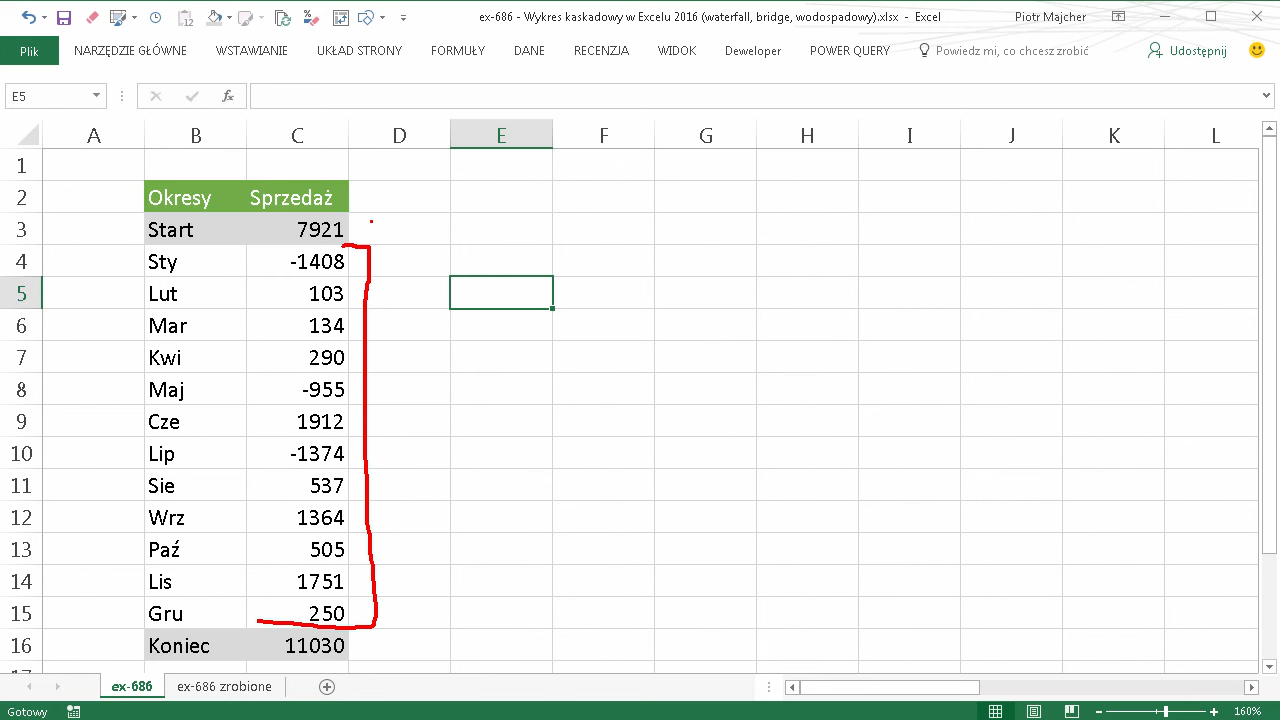 ex-686 - Wykres kaskadowy w Excelu 2016 (waterfall, bridge, wodospadowy).xlsx - Excel
Piotr Majcher
Plik NARZĘDZIE GŁÓWNE WSTAWIANIE UKŁAD STRONY FORMUŁY DANE RECENZJA WIDOK Deweloper POWER QUERY Powiedz mi, co chcesz zrobić Udostępnij
E5 fx
A B C D E F G H I J K L
1
2 Okresy Sprzedaż
3 Start 7921
4 Sty -1408
5 Lut 103
6 Mar 134
7 Kwi 290
8 Maj -955
9 Cze 1912
10 Lip -1374
11 Sie 537
12 Wrz 1364
13 Paź 505
14 Lis 1751
15 Gru 250
16 Koniec 11030
17
ex-686 ex-686 zrobione
Gotowy 160%